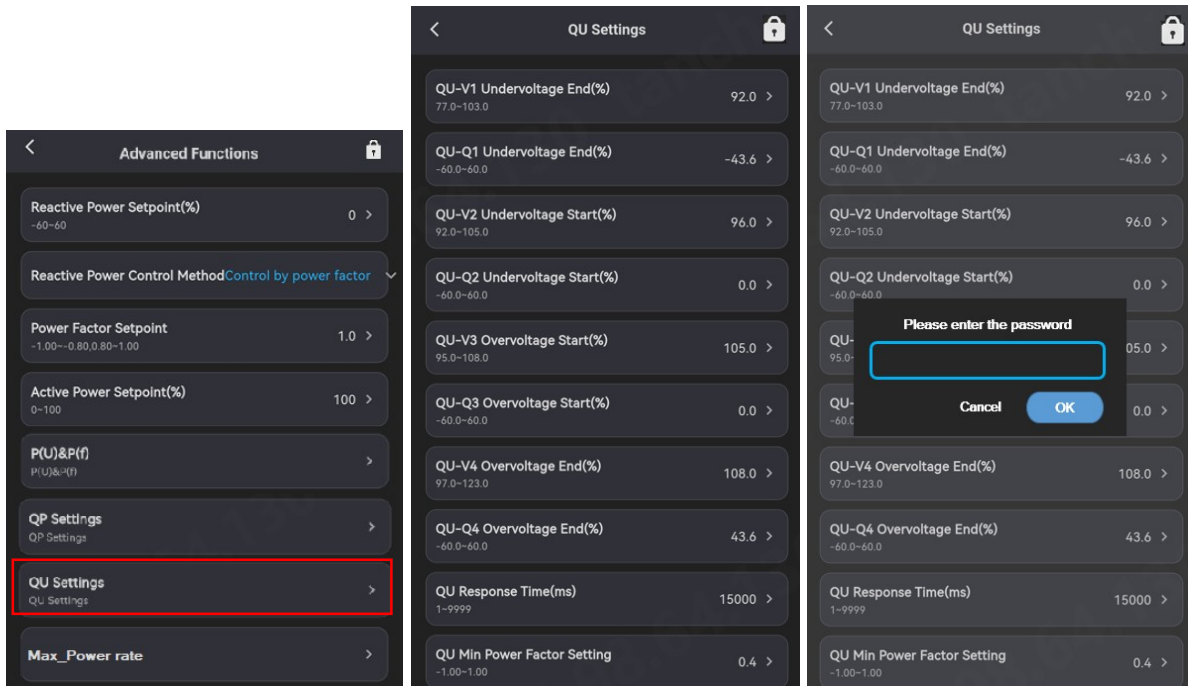 Advanced Functions
Reactive Power Setpoint(%)
-60~60
0
Reactive Power Control Method
Control by power factor
Power Factor Setpoint
-1.00~-0.80,0.80~1.00
1.0
Active Power Setpoint(%)
0~100
100
P(U)&P(f)
P(U)&P(f)
QP Settings
QP Settings
QU Settings
QU Settings
Max_Power rate
QU Settings
QU-V1 Undervoltage End(%)
77.0~103.0
92.0
QU-Q1 Undervoltage End(%)
-60.0~60.0
-43.6
QU-V2 Undervoltage Start(%)
92.0~105.0
96.0
QU-Q2 Undervoltage Start(%)
-60.0~60.0
0.0
QU-V3 Overvoltage Start(%)
95.0~108.0
105.0
QU-Q3 Overvoltage Start(%)
-60.0~60.0
0.0
QU-V4 Overvoltage End(%)
97.0~123.0
108.0
QU-Q4 Overvoltage End(%)
-60.0~60.0
43.6
QU Response Time(ms)
1~9999
15000
QU Min Power Factor Setting
-1.00~1.00
0.4
QU Settings
QU-V1 Undervoltage End(%)
77.0~103.0
92.0
QU-Q1 Undervoltage End(%)
-60.0~60.0
-43.6
QU-V2 Undervoltage Start(%)
92.0~105.0
96.0
QU-Q2 Undervoltage Start(%)
-60.0~60.0
0.0
Please enter the password
Cancel
OK
QU-
95.0-
05.0
QU-
-60.0
0.0
QU-V4 Overvoltage End(%)
97.0~123.0
108.0
QU-Q4 Overvoltage End(%)
-60.0~60.0
43.6
QU Response Time(ms)
1~9999
15000
QU Min Power Factor Setting
-1.00~1.00
0.4